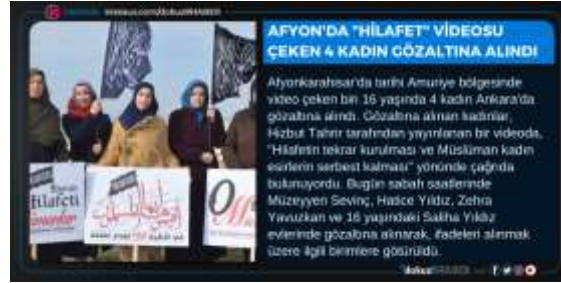 AFYON'DA "HİLAFET" VİDEOSU
ÇEKEN 4 KADIN GÖZALTINA ALINDI
Afyonkarahisar'da tarihi Amuriye bölgesinde
video çeken biri 16 yaşında 4 kadın Ankara'da
gözaltına alındı. Gözaltına alınan kadınlar,
Hizbut Tahrir tarafından yayınlanan bir videoda,
"Hilafetin tekrar kurulması ve Müslüman kadın
esirlerin serbest kalması" yönünde çağrıda
bulunuyordu. Bugün sabah saatlerinde
Müzeyyen Sevinç, Hatice Yıldız, Zehra
Yavuzkan ve 16 yaşındaki Saliha Yıldız
evlerinde gözaltına alınarak, ifadeleri alınmak
üzere ilgili birimlere götürüldü.
Hilafeti